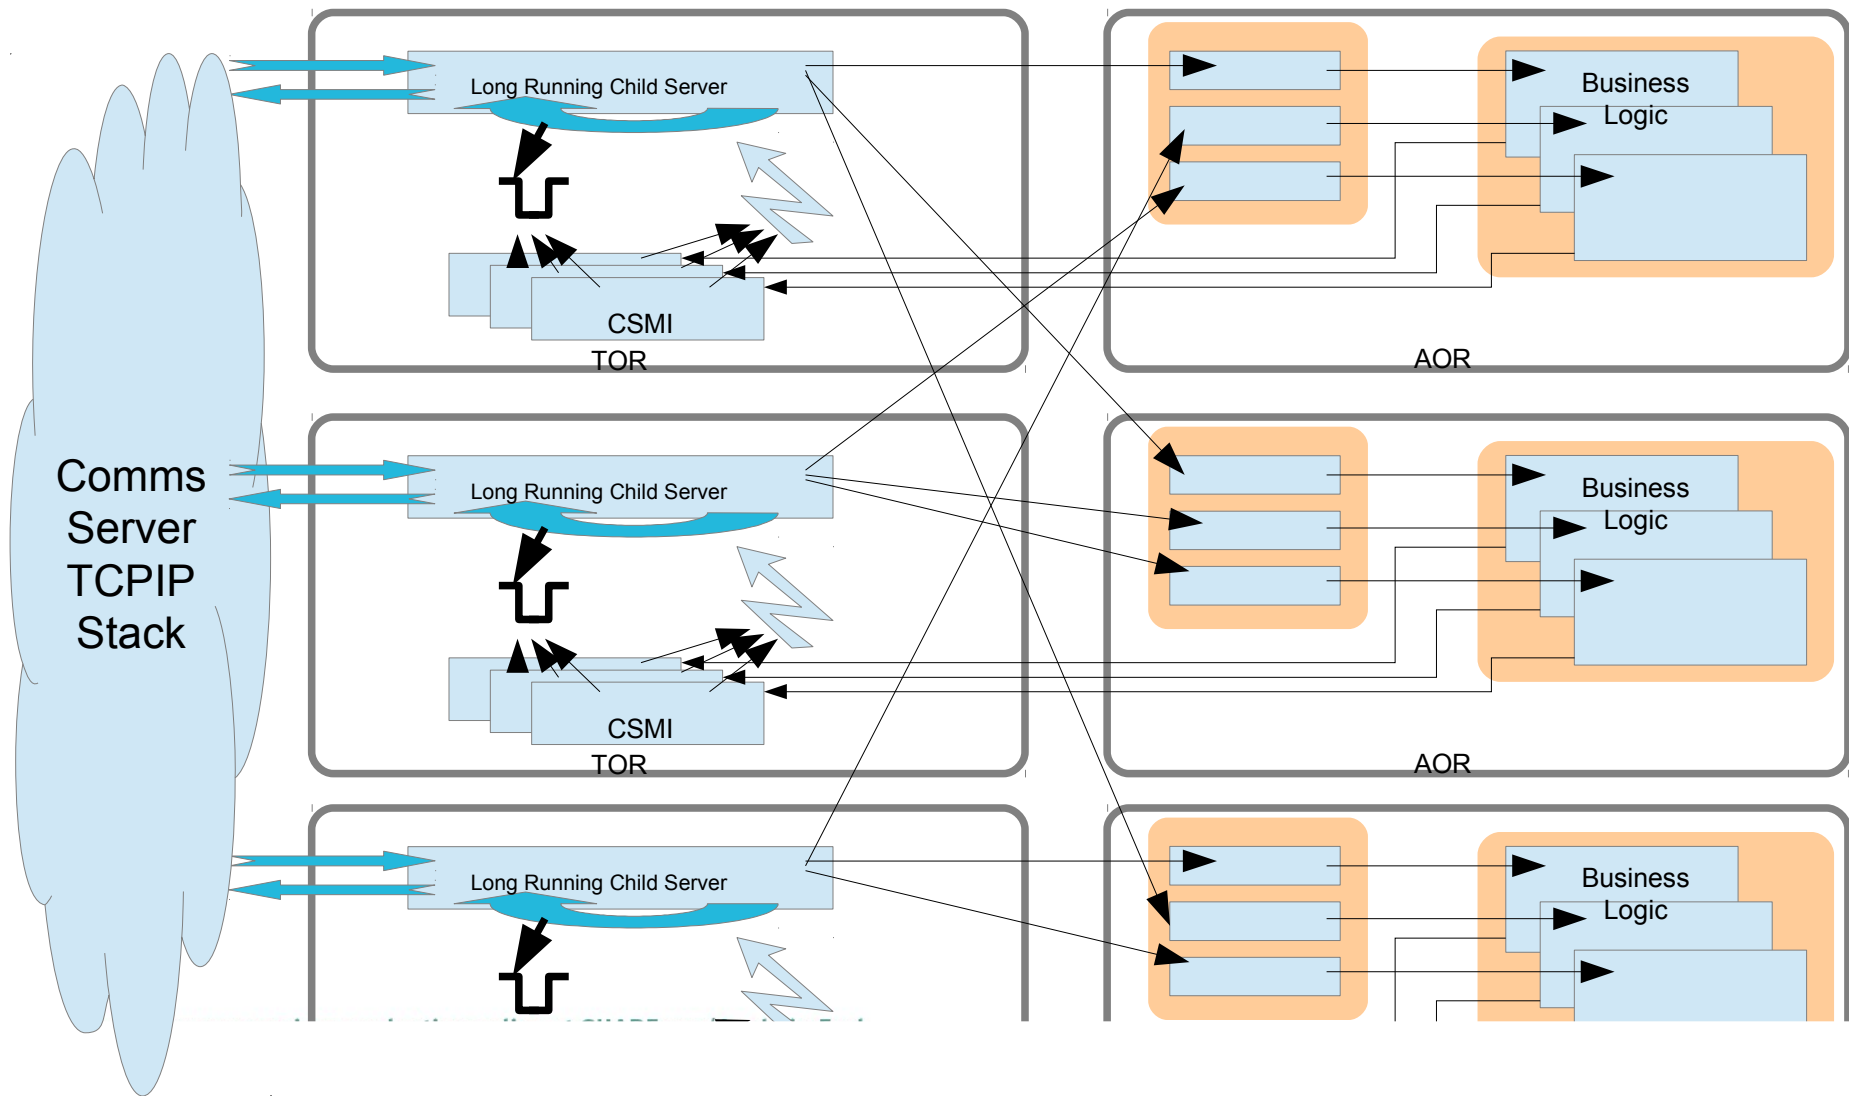 Comms
Server
TCPIP
Stack
Long Running Child Server
CSMI
TOR
Business
Logic
AOR
Long Running Child Server
CSMI
TOR
Business
Logic
AOR
Long Running Child Server
Business
Logic